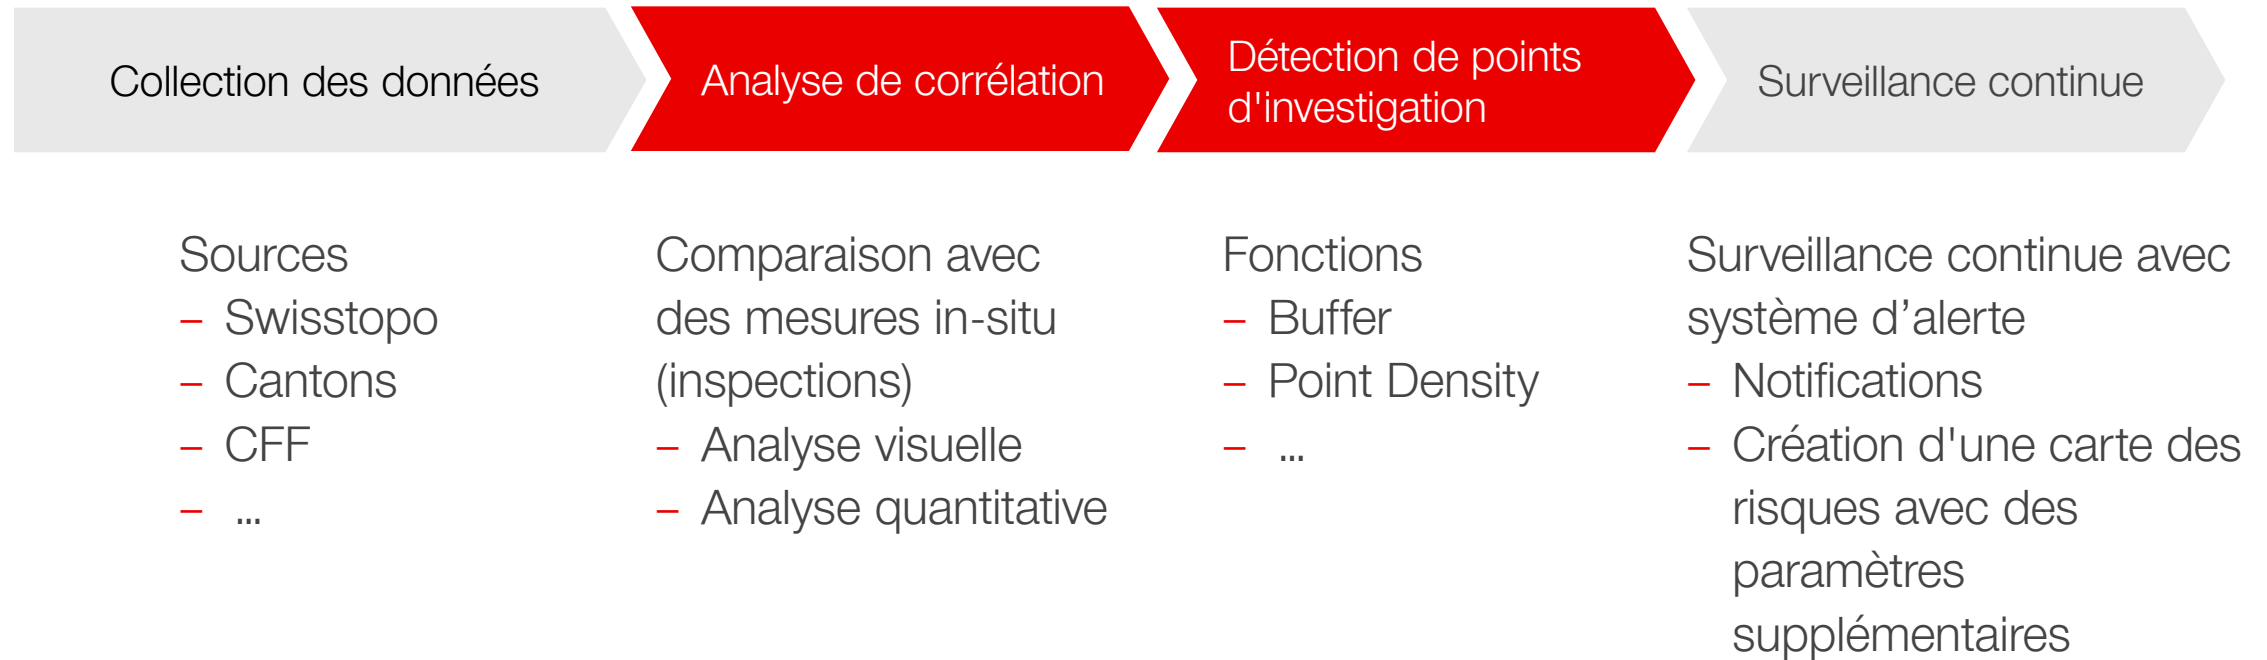 Collection des données
Analyse de corrélation
Détection de points
d'investigation
Surveillance continue
Sources
– Swisstopo
– Cantons
– CFF
– ...
Comparaison avec
des mesures in-situ
(inspections)
– Analyse visuelle
– Analyse quantitative
Fonctions
– Buffer
– Point Density
– ...
Surveillance continue avec
système d’alerte
– Notifications
– Création d'une carte des
risques avec des
paramètres
supplémentaires